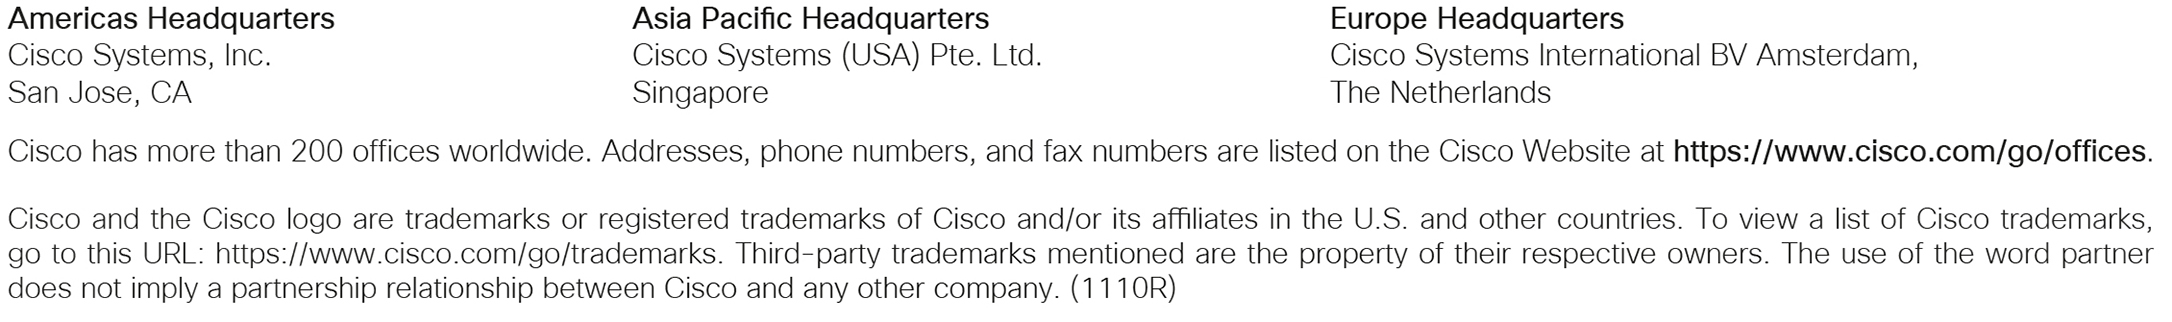 Americas Headquarters
Cisco Systems, Inc.
San Jose, CA
Asia Pacific Headquarters
Cisco Systems (USA) Pte. Ltd.
Singapore
Europe Headquarters
Cisco Systems International BV Amsterdam,
The Netherlands
Cisco has more than 200 offices worldwide. Addresses, phone numbers, and fax numbers are listed on the Cisco Website at https://www.cisco.com/go/offices.
Cisco and the Cisco logo are trademarks or registered trademarks of Cisco and/or its affiliates in the U.S. and other countries. To view a list of Cisco trademarks,
go to this URL: https://www.cisco.com/go/trademarks. Third-party trademarks mentioned are the property of their respective owners. The use of the word partner
does not imply a partnership relationship between Cisco and any other company. (1110R)